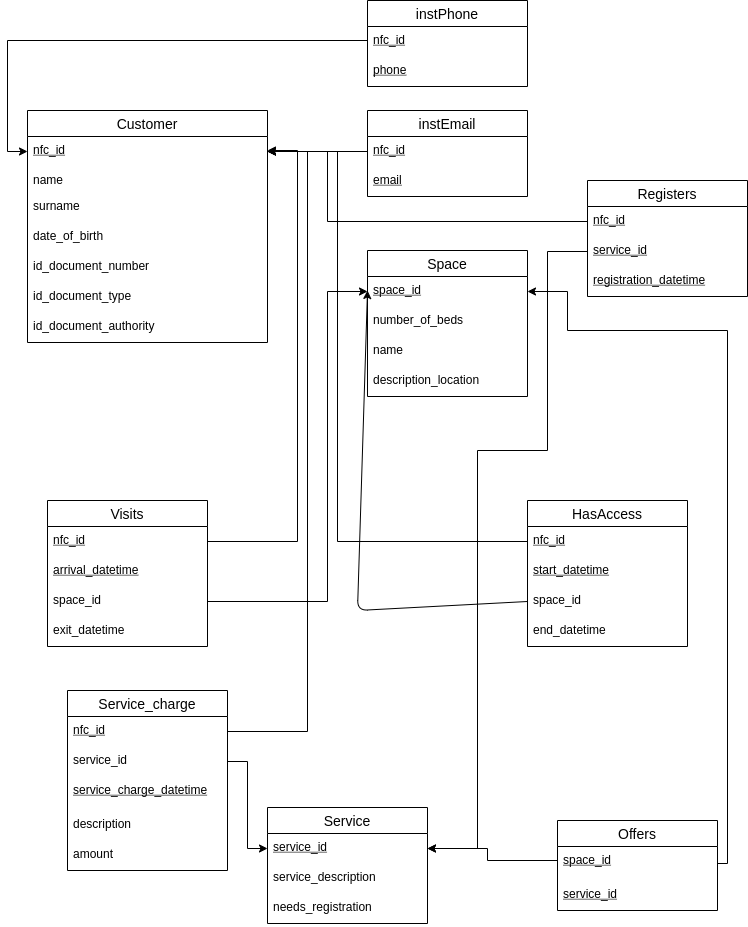 instPhone
nfc_id
phone
Customer
nfc_id
name
surname
date_of_birth
id_document_number
id_document_type
id_document_authority
instEmail
nfc_id
email
Registers
nfc_id
service_id
registration_datetime
Space
space_id
number_of_beds
name
description_location
Visits
nfc_id
arrival_datetime
space_id
exit_datetime
HasAccess
nfc_id
start_datetime
space_id
end_datetime
Service_charge
nfc_id
service_id
service_charge_datetime
description
amount
Service
service_id
service_description
needs_registration
Offers
space_id
service_id